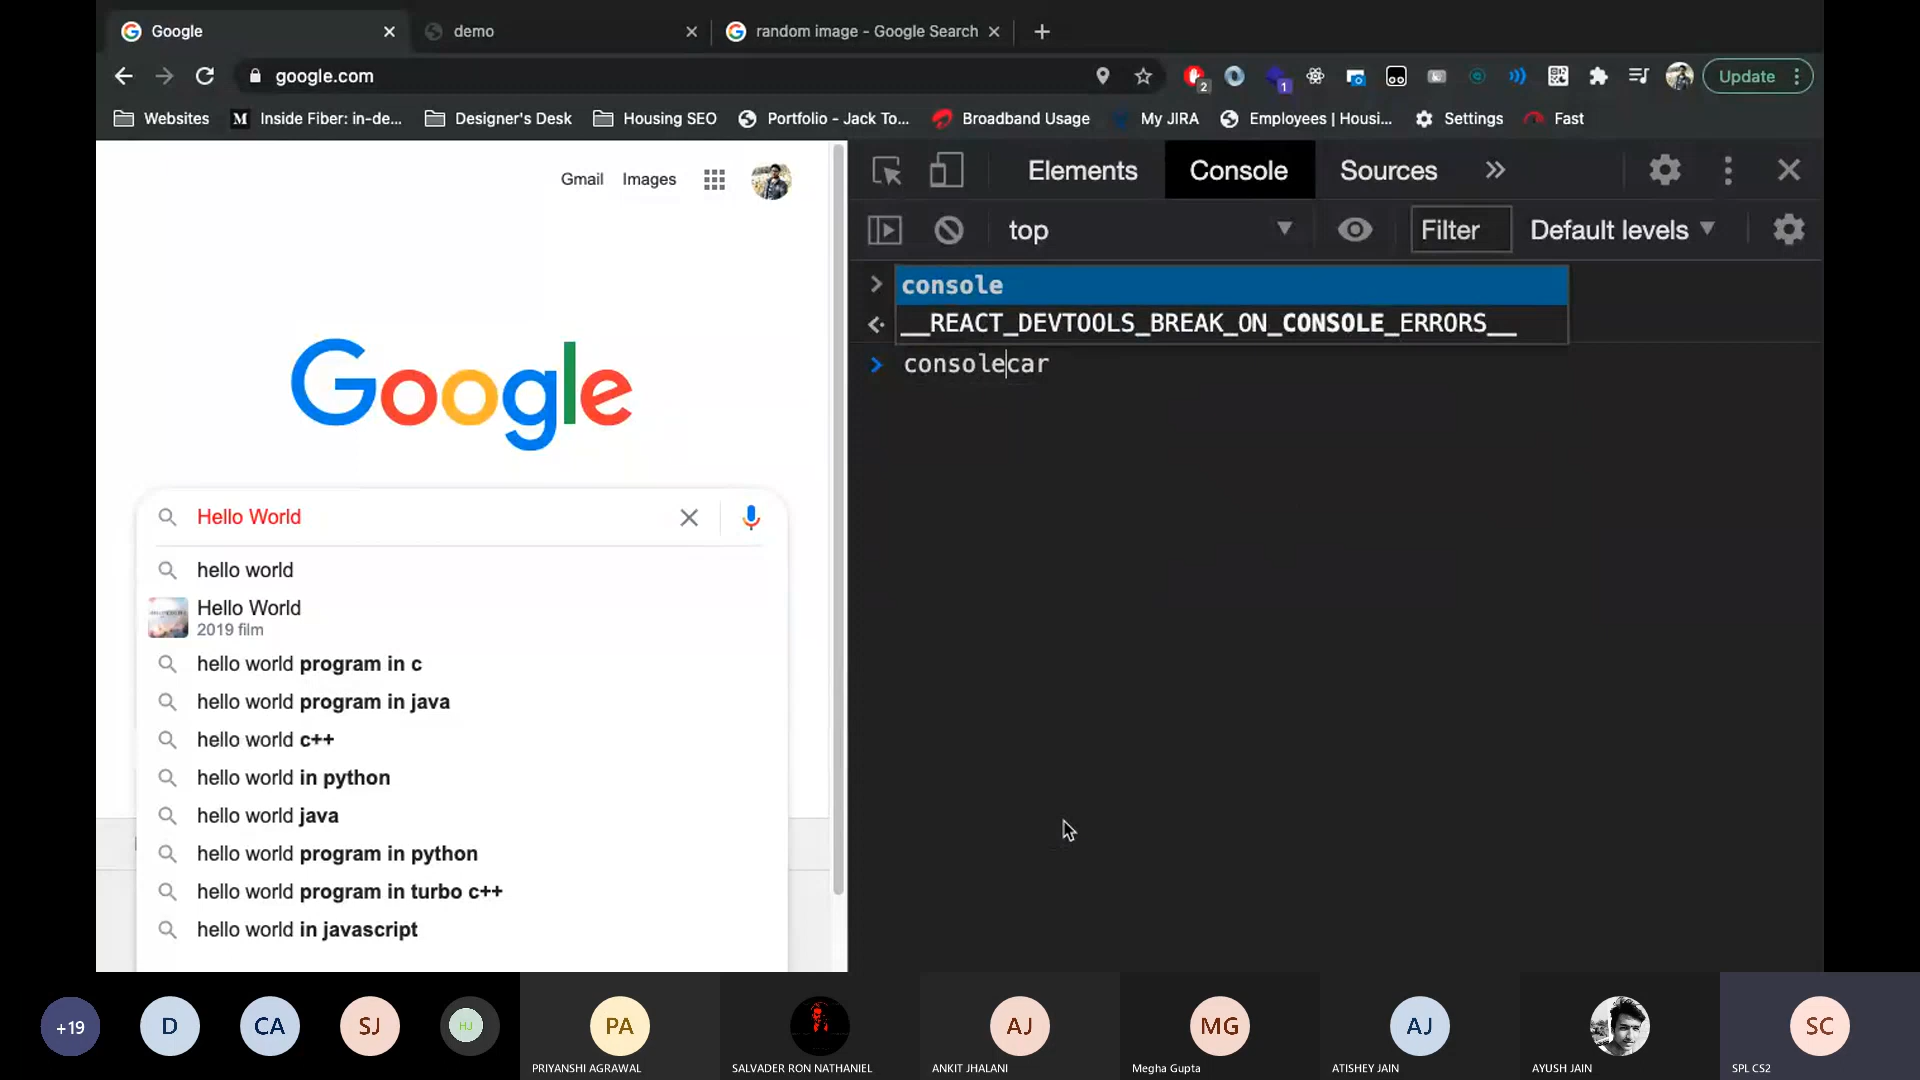 Google
demo
random image - Google Search
google.com
2
1
Update
Websites
M Inside Fiber: in-de...
Designer's Desk
Housing SEO
Portfolio - Jack To...
Broadband Usage
My JIRA
Employees | Housi...
Settings
Fast
Gmail Images
Elements Console Sources
top Filter Default levels
console
__REACT_DEVTOOLS_BREAK_ON_CONSOLE_ERRORS__
consolecar
Google
Hello World
hello world
Hello World
2019 film
hello world program in c
hello world program in java
hello world c++
hello world in python
hello world java
hello world program in python
hello world program in turbo c++
hello world in javascript
+19 D CA SJ HJ PA AJ MG AJ SC
PRIYANSHI AGRAWAL SALVADER RON NATHANIEL ANKIT JHALANI Megha Gupta ATISHEY JAIN AYUSH JAIN SPL CS2